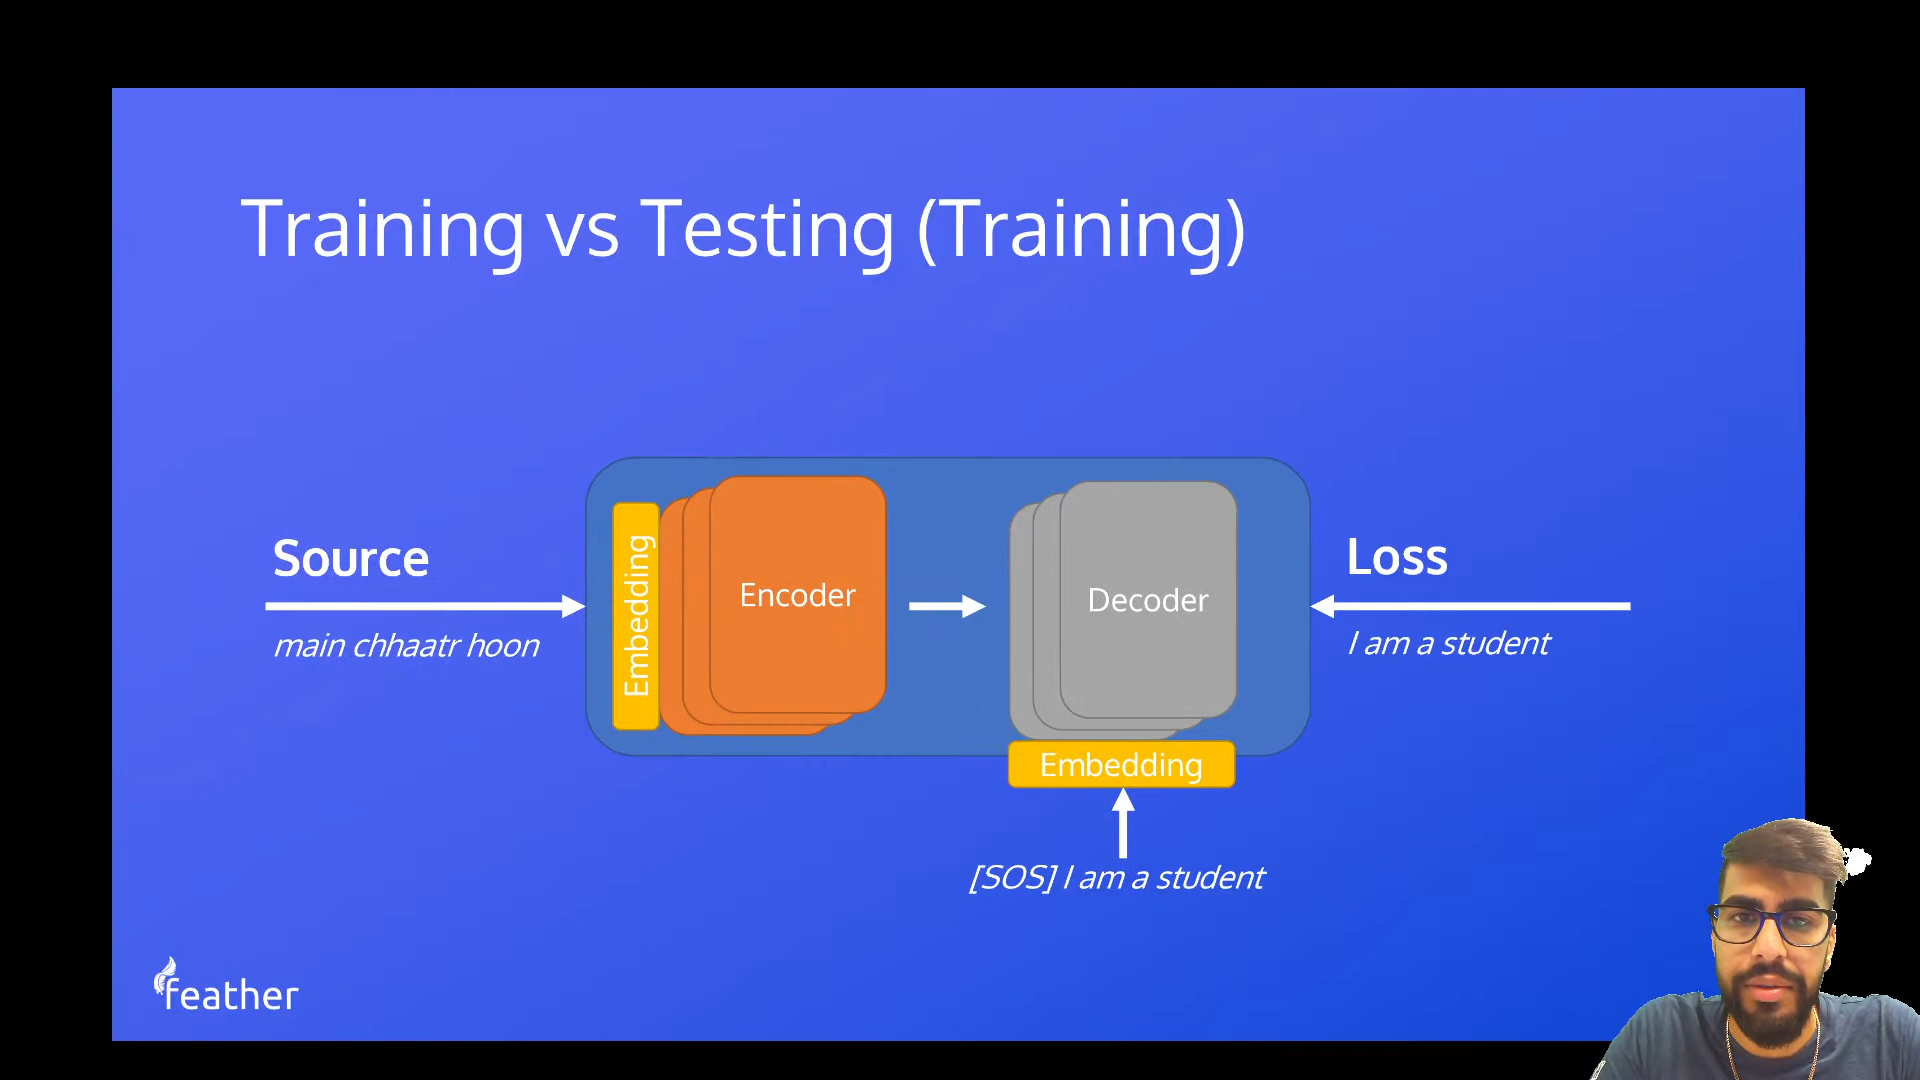 Training vs Testing (Training)
Source
main chhaatr hoon
Embedding
Encoder
Decoder
Embedding
[SOS] I am a student
Loss
I am a student
feather